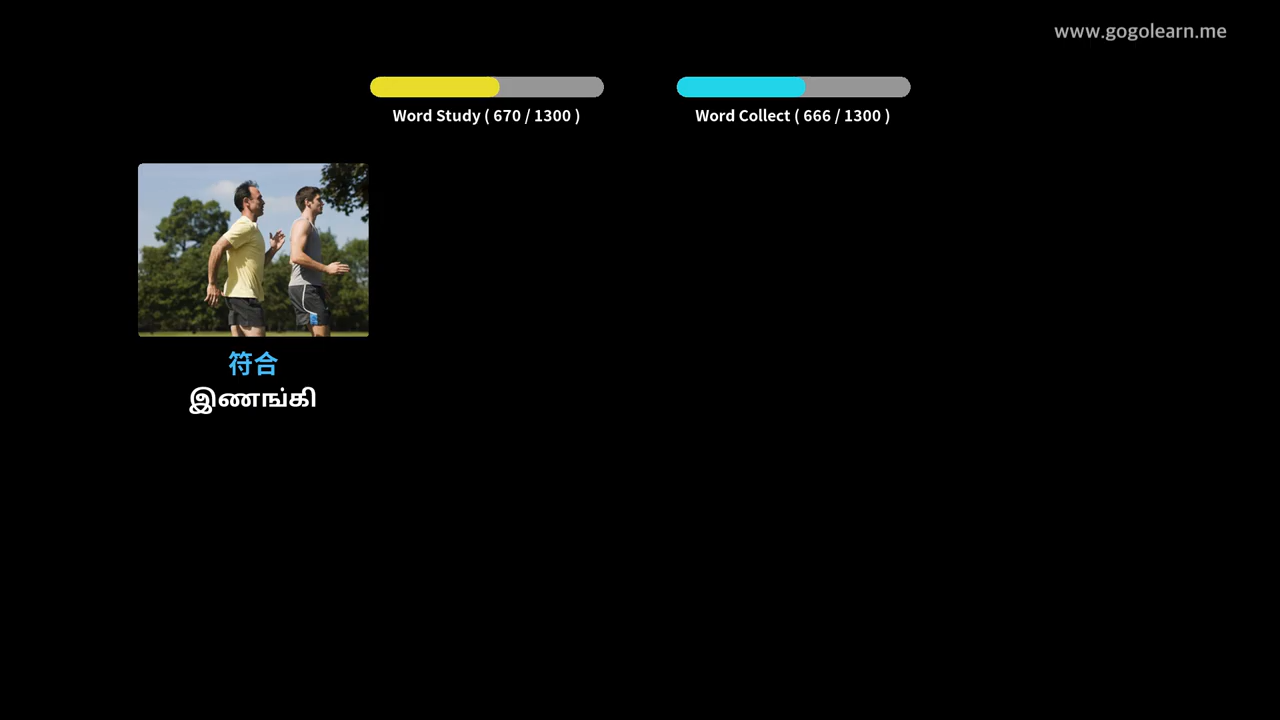 www.gogolearn.me
Word Study ( 670 / 1300 )
Word Collect ( 666 / 1300 )
符合
இணங்கி